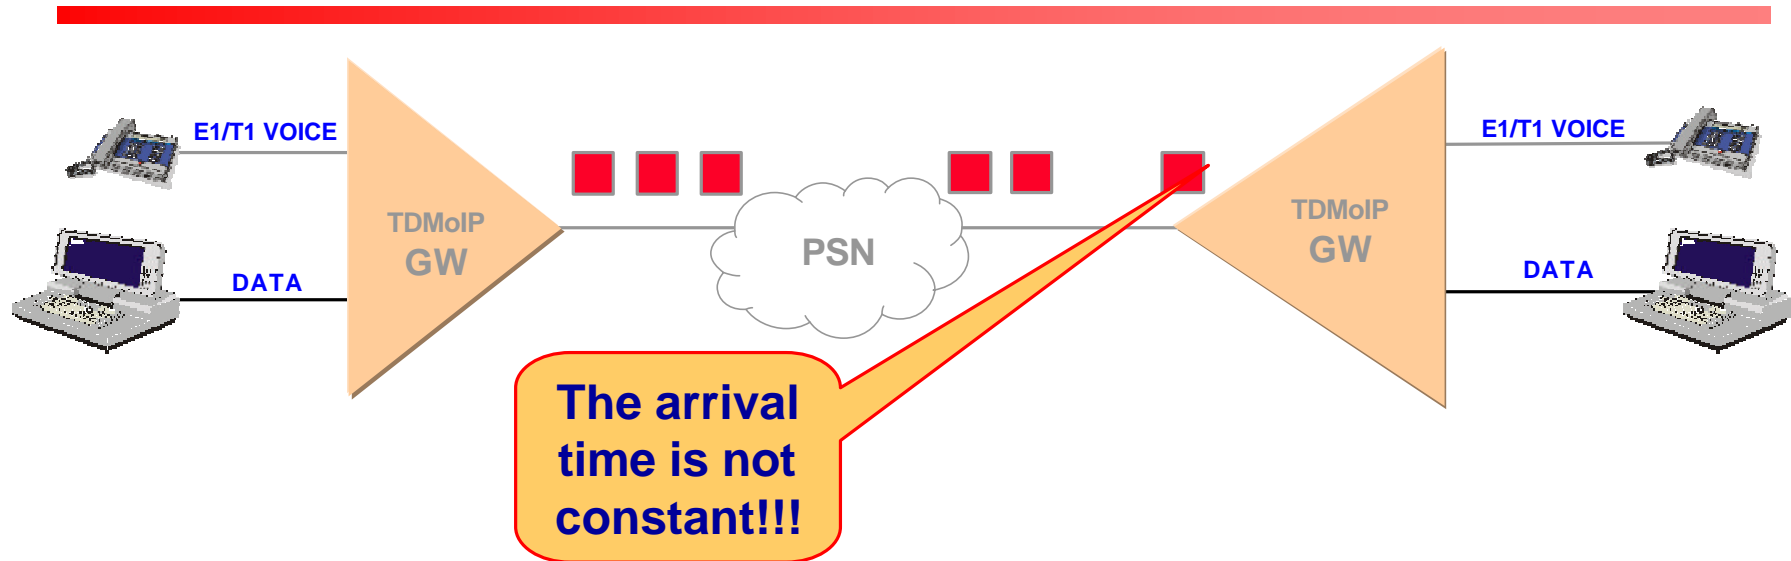 E1/T1 VOICE
E1/T1 VOICE
TDMoIP
GW
PSN
TDMoIP
GW
DATA
DATA
The arrival
time is not
constant!!!